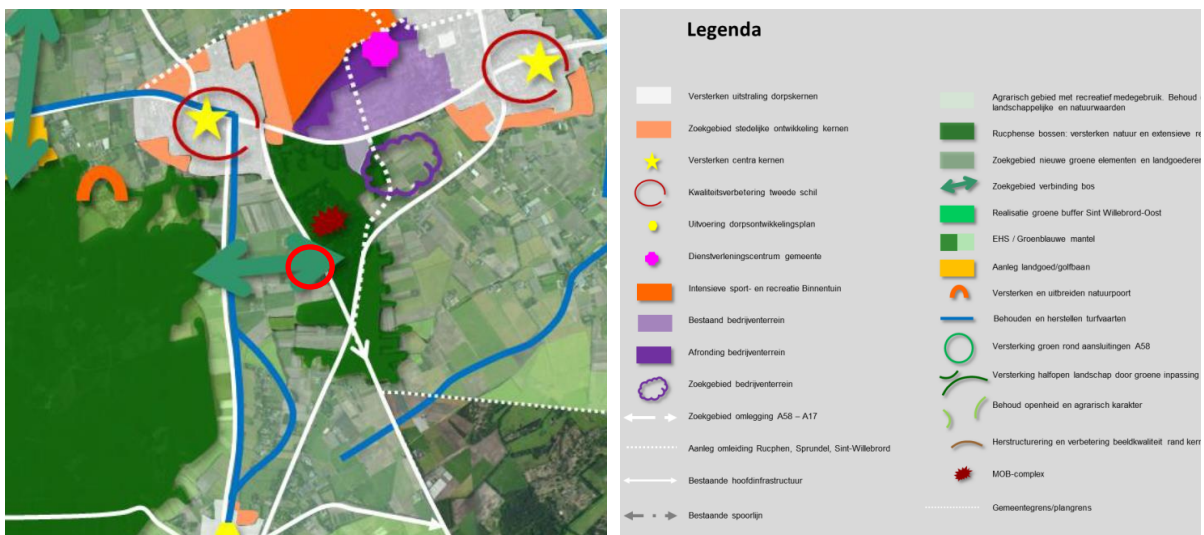 Legenda
Versterken uitstraling dorpskernen
Zoekgebied stedelijke ontwikkeling kernen
Versterken centra kernen
Kwaliteitsverbetering tweede schil
Uitvoering dorpsontwikkelingsplan
Dienstverleningscentrum gemeente
Intensieve sport- en recreatie Binnentuin
Bestaand bedrijventerrein
Afronding bedrijventerrein
Zoekgebied bedrijventerrein
Zoekgebied omlegging A58 – A17
Aanleg omleiding Rucphen, Sprundel, Sint-Willebrord
Bestaande hoofdinfrastructuur
Bestaande spoorlijn
Agrarisch gebied met recreatief medegebruik. Behoud
landschappelijke en natuurwaarden
Rucphense bossen: versterken natuur en extensieve re
Zoekgebied nieuwe groene elementen en landgoederen
Zoekgebied verbinding bos
Realisatie groene buffer Sint Willebrord-Oost
EHS / Groenblauwe mantel
Aanleg landgoed/golfbaan
Versterken en uitbreiden natuurpoort
Behouden en herstellen turfvaarten
Versterking groen rond aansluitingen A58
Versterking halfopen landschap door groene inpassing
Behoud openheid en agrarisch karakter
Herstructurering en verbetering beeldkwaliteit rand kern
MOB-complex
Gemeentegrens/plangrens